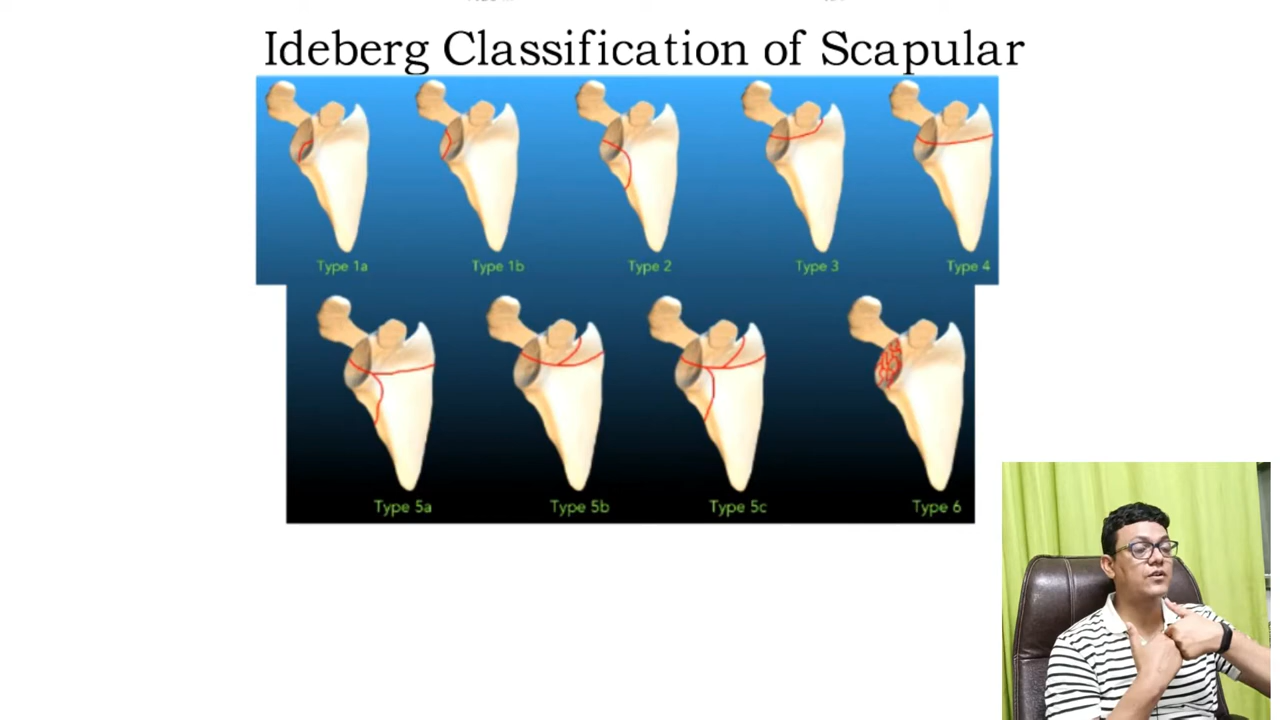 Ideberg Classification of Scapular
Type 1a Type 1b Type 2 Type 3 Type 4
Type 5a Type 5b Type 5c Type 6